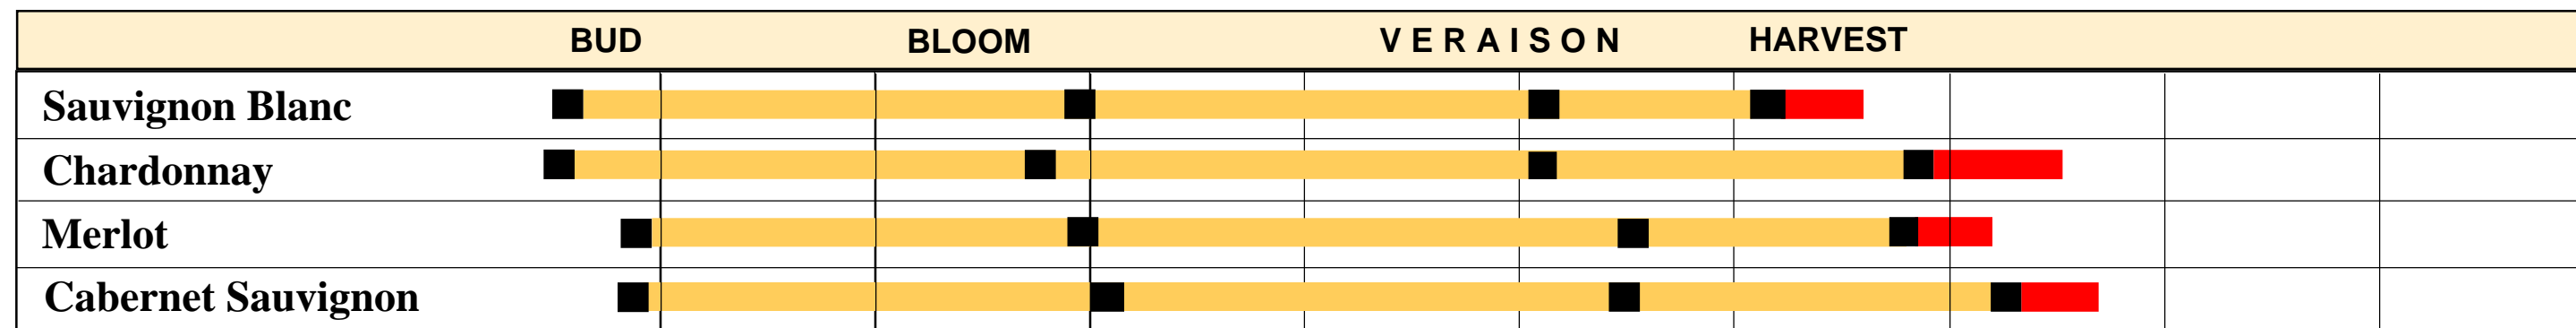 BUD BLOOM V E R A I S O N HARVEST
Sauvignon Blanc
Chardonnay
Merlot
Cabernet Sauvignon